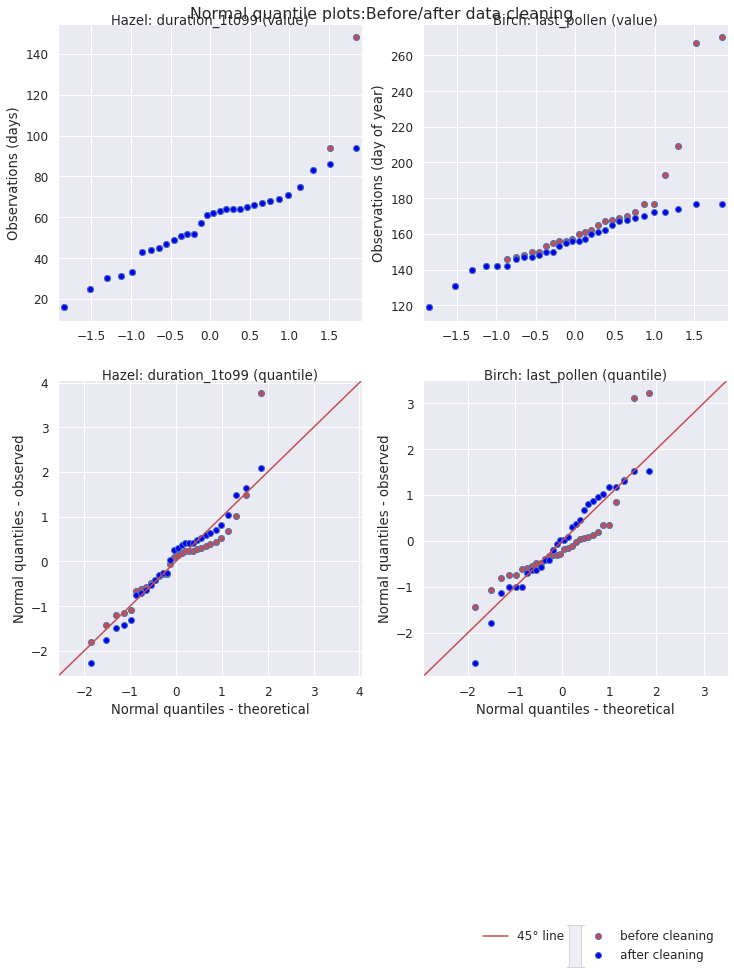 Normal quantile plots:Before/after data cleaning
Hazel: duration_1to99 (value)
Birch: last_pollen (value)
Observations (days)
140
120
100
80
60
40
20
−1.5 −1.0 −0.5 0.0 0.5 1.0 1.5
Observations (day of year)
260
240
220
200
180
160
140
120
−1.5 −1.0 −0.5 0.0 0.5 1.0 1.5
Hazel: duration_1to99 (quantile)
Birch: last_pollen (quantile)
Normal quantiles - observed
4
3
2
1
0
−1
−2
−2 −1 0 1 2 3 4
Normal quantiles - theoretical
Normal quantiles - observed
3
2
1
0
−1
−2
−2 −1 0 1 2 3
Normal quantiles - theoretical
45° line
before cleaning
after cleaning